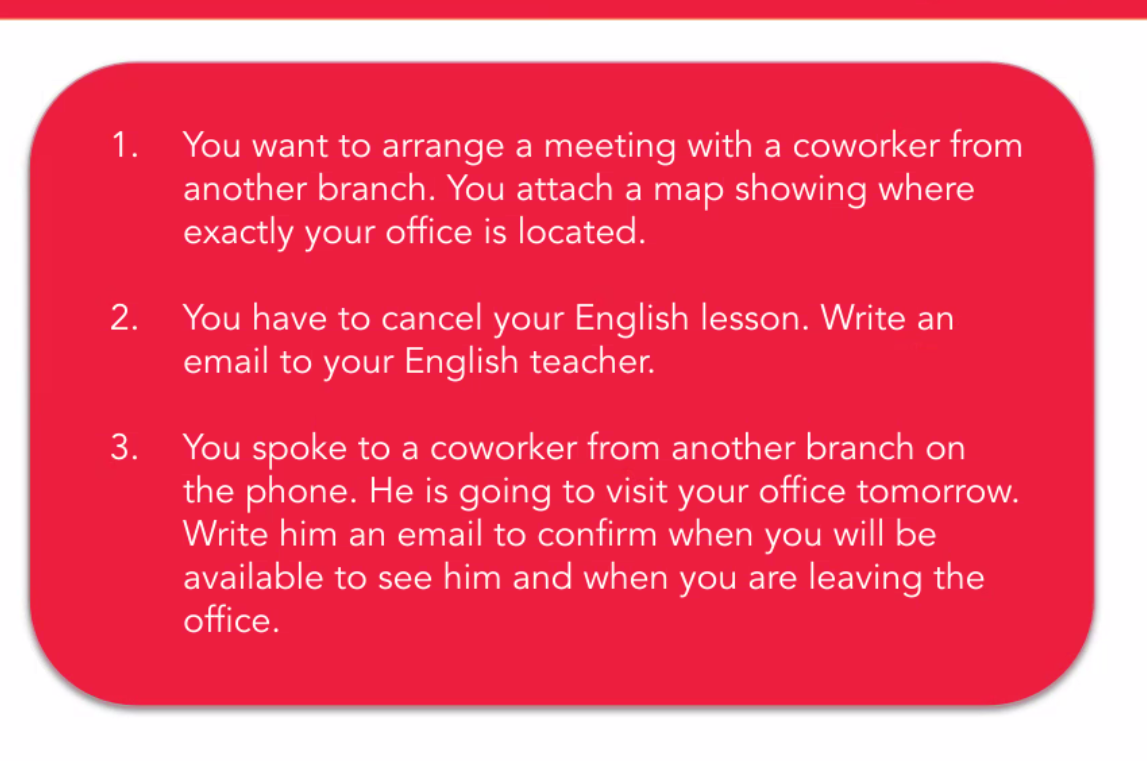 1. You want to arrange a meeting with a coworker from
another branch. You attach a map showing where
exactly your office is located.
2. You have to cancel your English lesson. Write an
email to your English teacher.
3. You spoke to a coworker from another branch on
the phone. He is going to visit your office tomorrow.
Write him an email to confirm when you will be
available to see him and when you are leaving the
office.